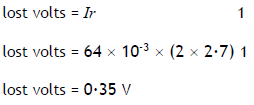 lost volts = Ir 1
lost volts = 64 × 10⁻³ × (2 × 2·7) 1
lost volts = 0·35 V